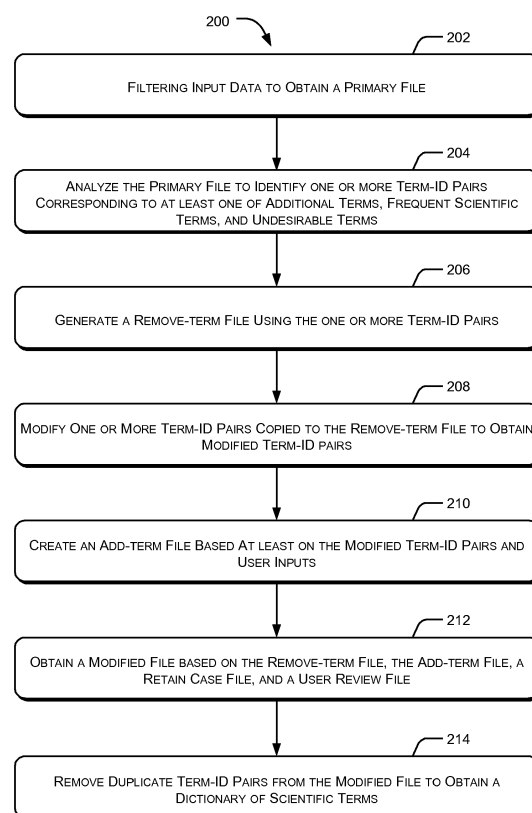 200
202
FILTERING INPUT DATA TO OBTAIN A PRIMARY FILE
204
ANALYZE THE PRIMARY FILE TO IDENTIFY ONE OR MORE TERM-ID PAIRS
CORRESPONDING TO AT LEAST ONE OF ADDITIONAL TERMS, FREQUENT SCIENTIFIC
TERMS, AND UNDESIRABLE TERMS
206
GENERATE A REMOVE-TERM FILE USING THE ONE OR MORE TERM-ID PAIRS
208
MODIFY ONE OR MORE TERM-ID PAIRS COPIED TO THE REMOVE-TERM FILE TO OBTAIN
MODIFIED TERM-ID PAIRS
210
CREATE AN ADD-TERM FILE BASED AT LEAST ON THE MODIFIED TERM-ID PAIRS AND
USER INPUTS
212
OBTAIN A MODIFIED FILE BASED ON THE REMOVE-TERM FILE, THE ADD-TERM FILE, A
RETAIN CASE FILE, AND A USER REVIEW FILE
214
REMOVE DUPLICATE TERM-ID PAIRS FROM THE MODIFIED FILE TO OBTAIN A
DICTIONARY OF SCIENTIFIC TERMS